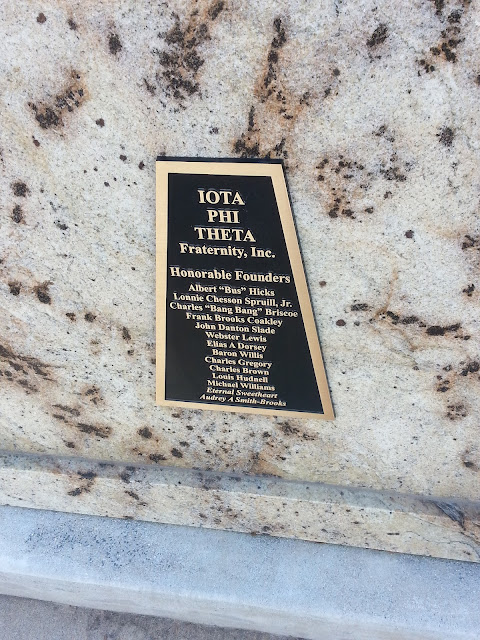 IOTA
PHI
THETA
Fraternity, Inc.
Honorable Founders
Albert "Bus" Hicks
Lonnie Chesson Spruill, Jr.
Charles "Bang Bang" Briscoe
Frank Brooks Coakley
John Danton Slade
Webster Lewis
Elias A Dorsey
Baron Willis
Charles Gregory
Charles Brown
Louis Hudnell
Michael Williams
Eternal Sweetheart
Audrey A Smith-Brooks